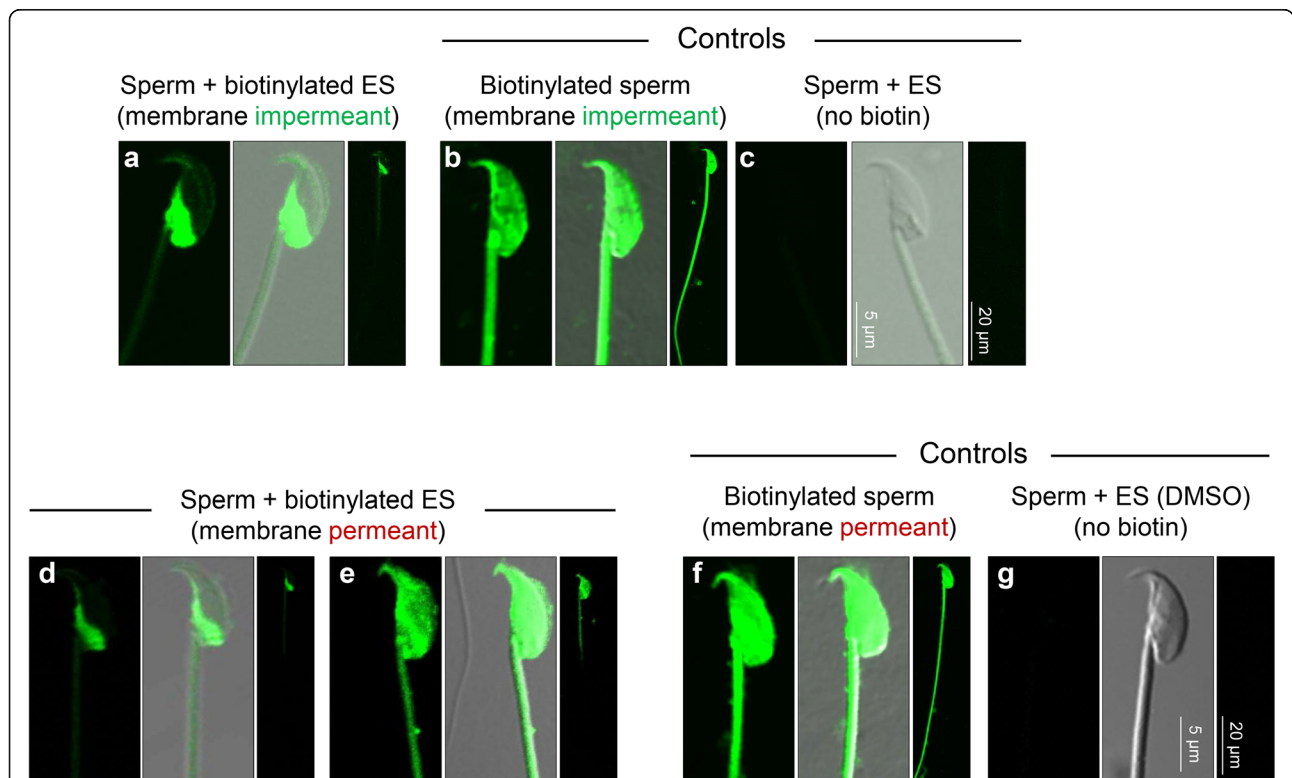 Controls
Sperm + biotinylated ES
(membrane impermeant)
Biotinylated sperm
(membrane impermeant)
Sperm + ES
(no biotin)
a
b
c
5 µm
20 µm
Controls
Sperm + biotinylated ES
(membrane permeant)
Biotinylated sperm
(membrane permeant)
Sperm + ES (DMSO)
(no biotin)
d
e
f
g
5 µm
20 µm